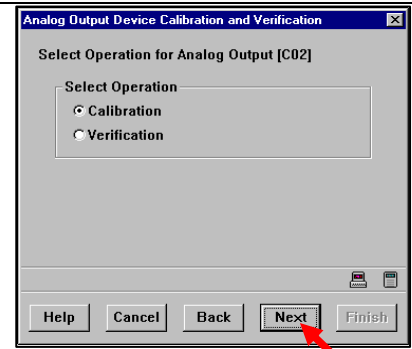 Analog Output Device Calibration and Verification
Select Operation for Analog Output [C02]
Select Operation
Calibration
Verification
Help Cancel Back Next Finish